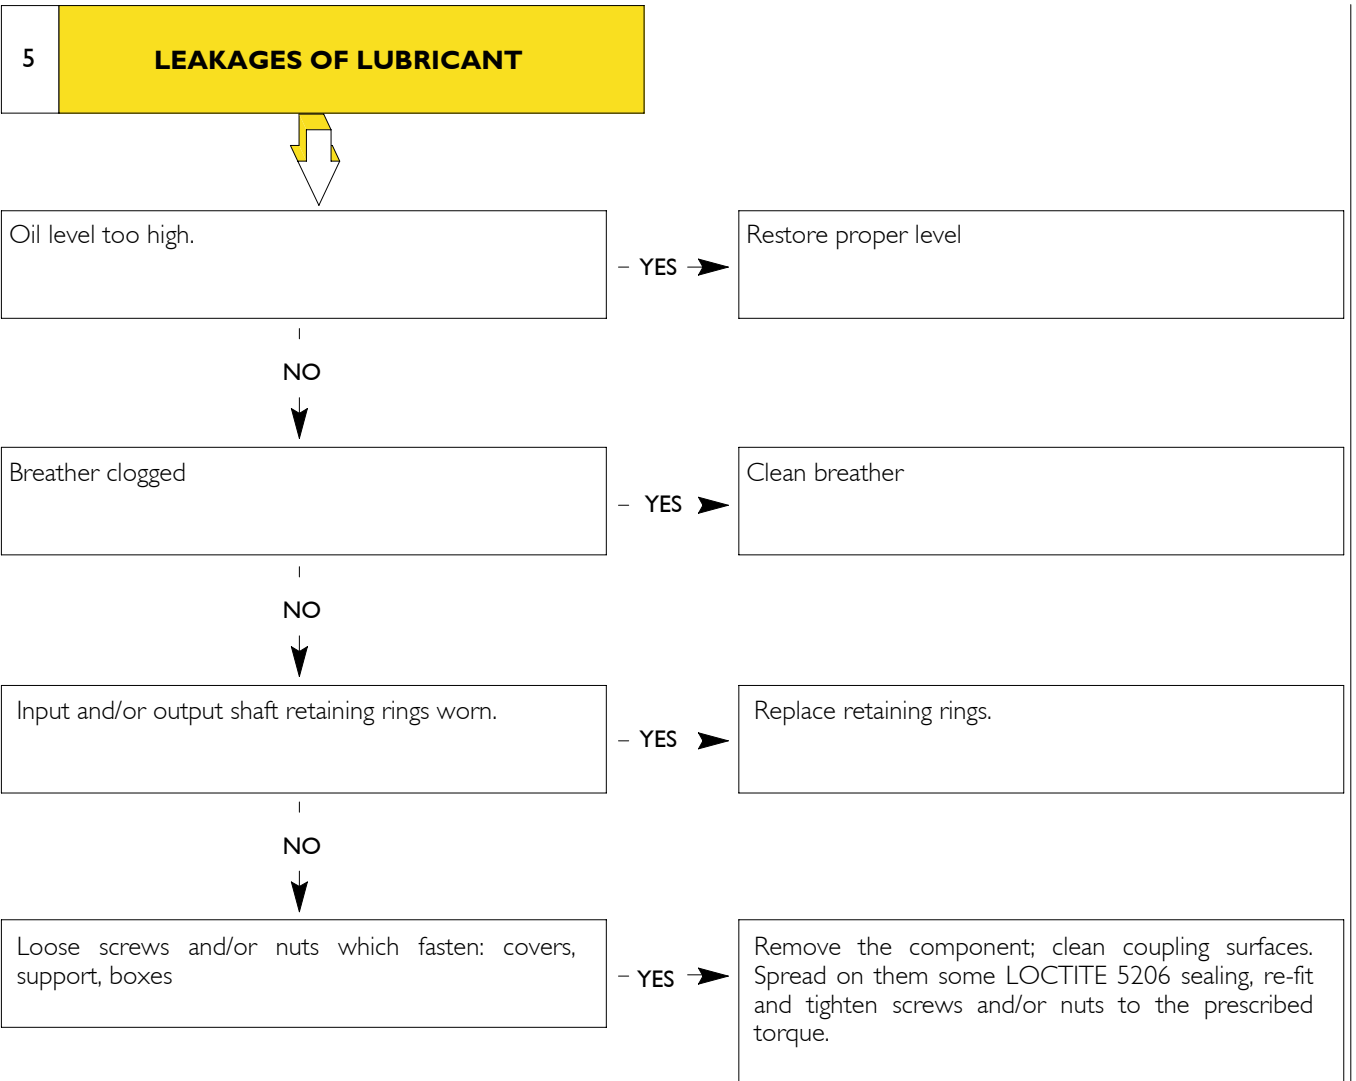 5
LEAKAGES OF LUBRICANT
Oil level too high.
YES
Restore proper level
NO
Breather clogged
YES
Clean breather
NO
Input and/or output shaft retaining rings worn.
YES
Replace retaining rings.
NO
Loose screws and/or nuts which fasten: covers,
support, boxes
YES
Remove the component; clean coupling surfaces.
Spread on them some LOCTITE 5206 sealing, re-fit
and tighten screws and/or nuts to the prescribed
torque.